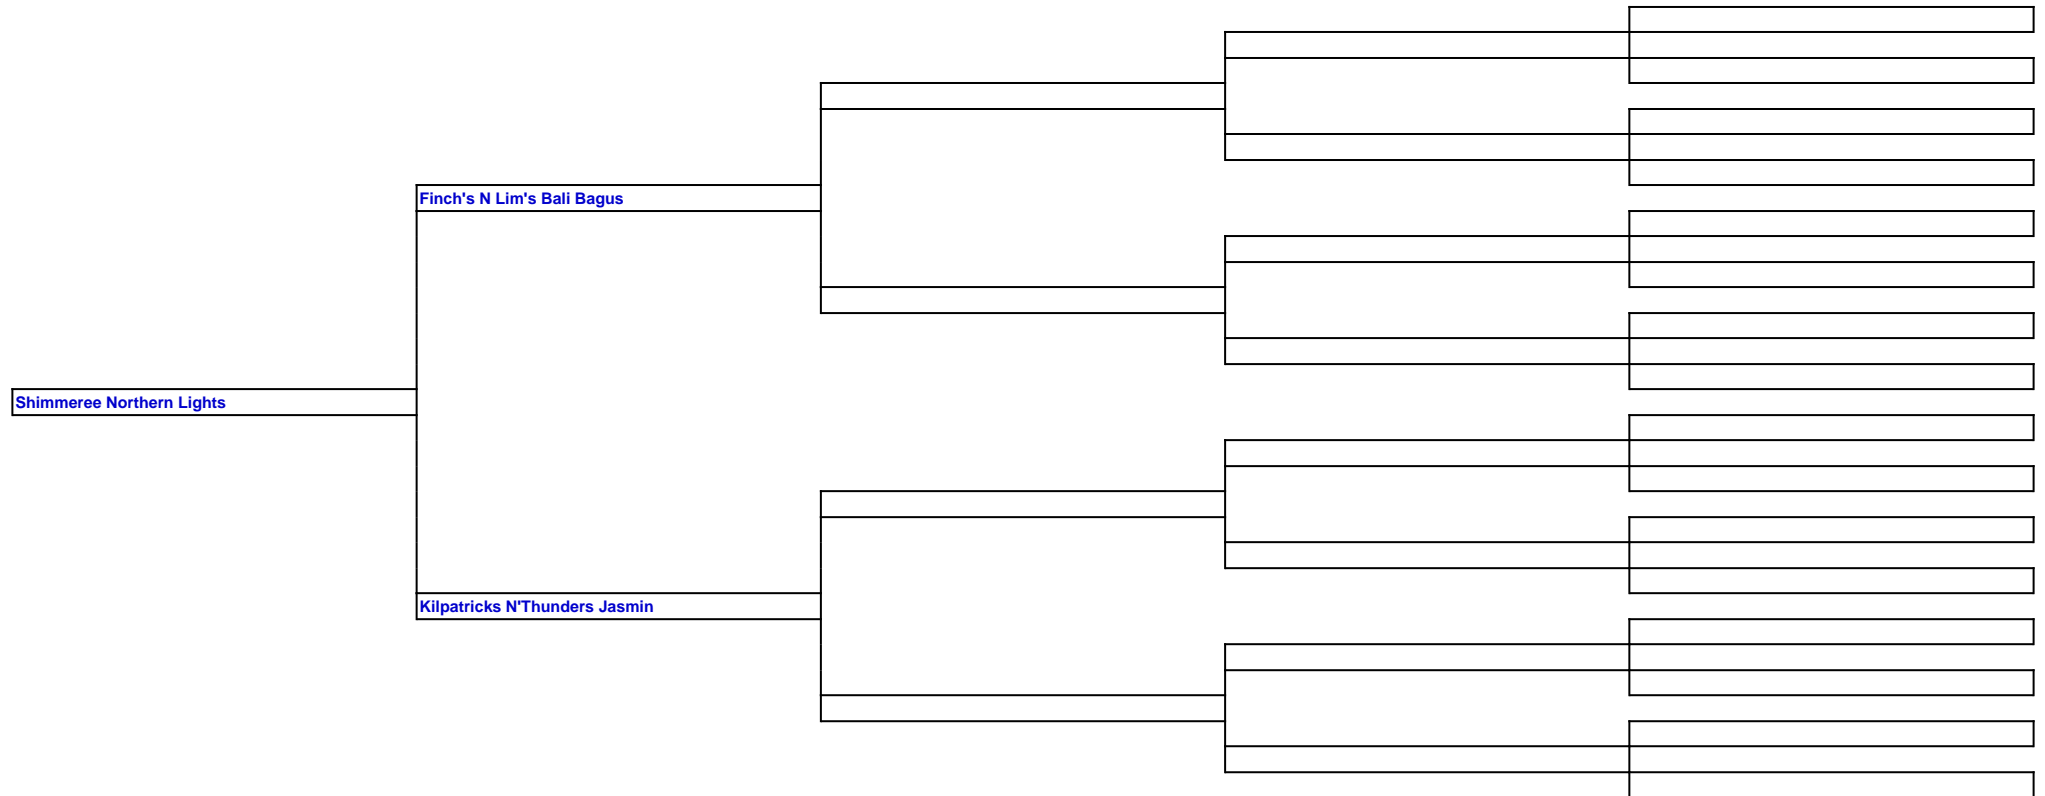 Finch's N Lim's Bali Bagus
Shimmeree Northern Lights
Kilpatricks N'Thunders Jasmin